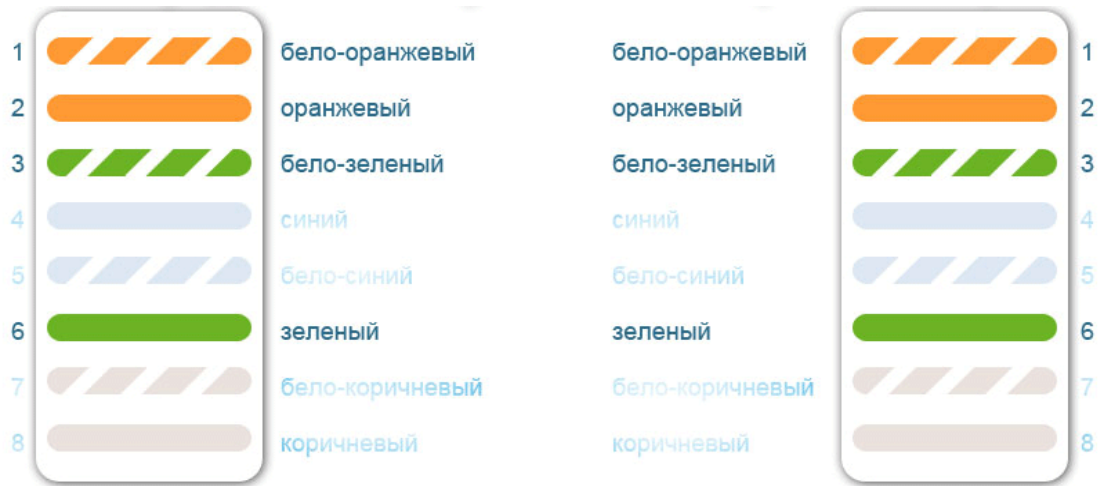 1 бело-оранжевый бело-оранжевый 1
2 оранжевый оранжевый 2
3 бело-зеленый бело-зеленый 3
4 синий синий 4
5 бело-синий бело-синий 5
6 зеленый зеленый 6
7 бело-коричневый бело-коричневый 7
8 коричневый коричневый 8